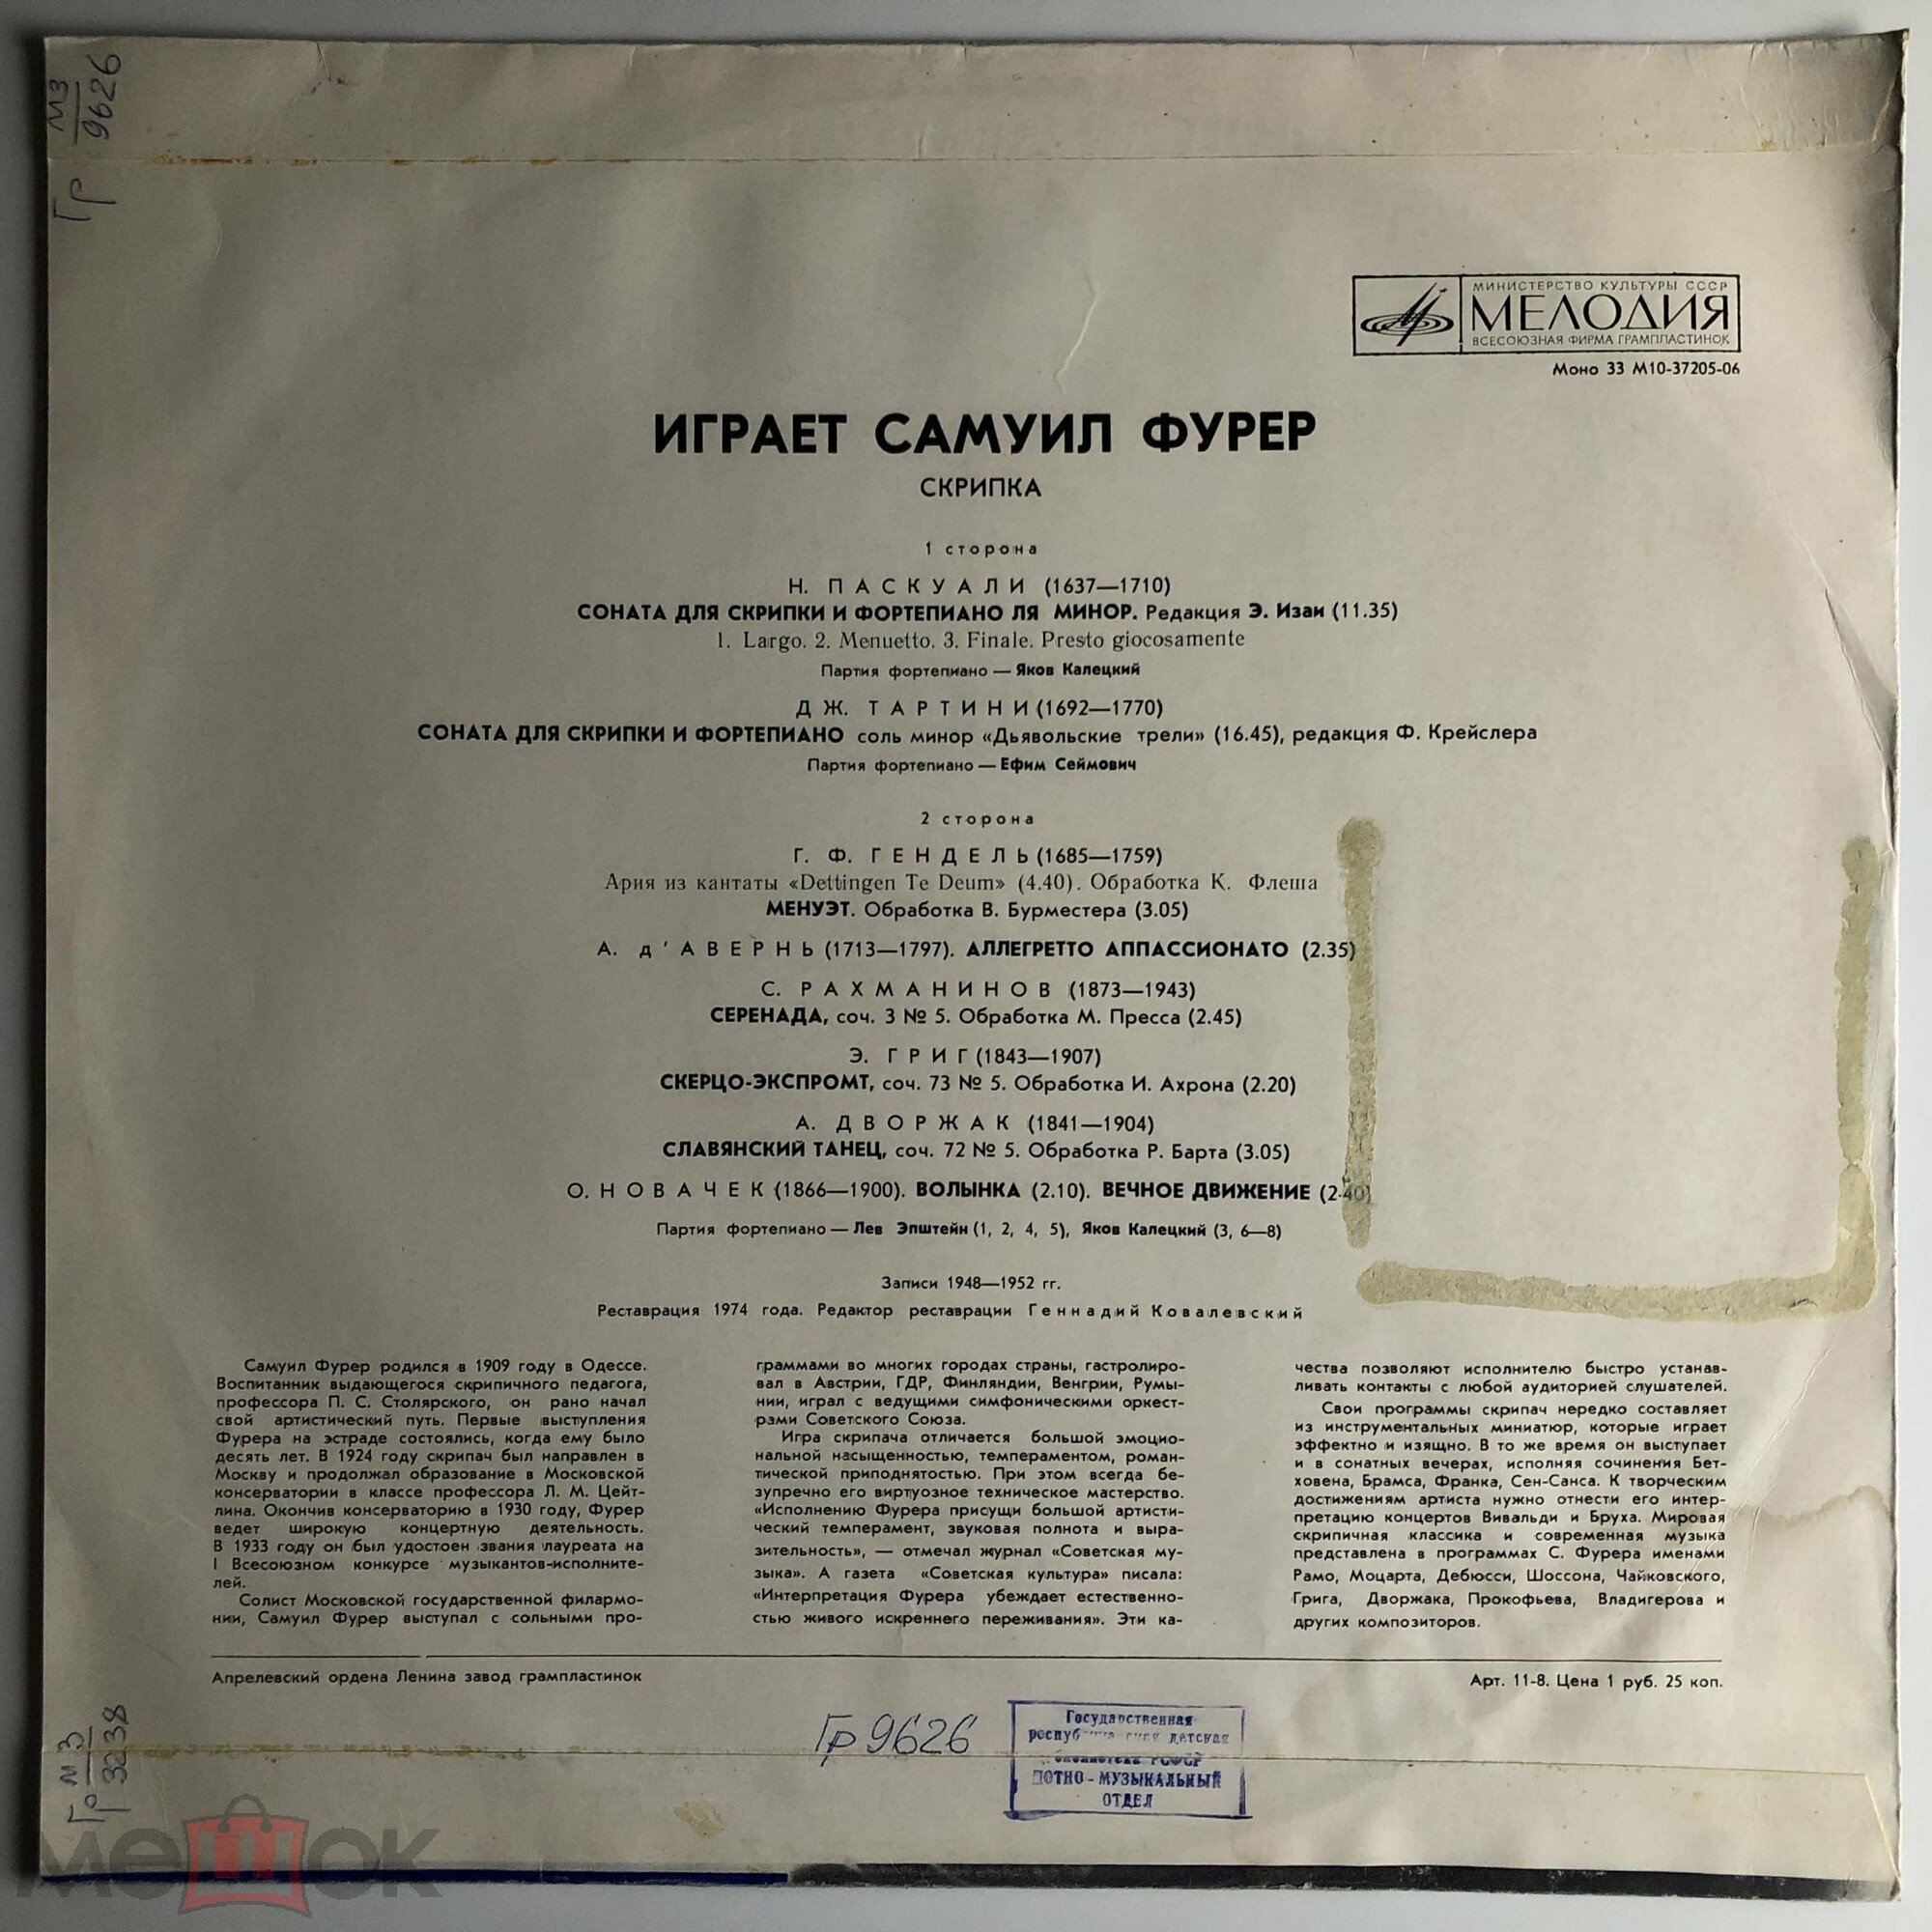 МЗ
9626
Гр
МИНИСТЕРСТВО КУЛЬТУРЫ СССР
МЕЛОДИЯ
ВСЕСОЮЗНАЯ ФИРМА ГРАМПЛАСТИНОК
Моно 33 М10-37205-06
ИГРАЕТ САМУИЛ ФУРЕР
СКРИПКА
1 сторона
Н. ПАСКУАЛИ (1637—1710)
СОНАТА ДЛЯ СКРИПКИ И ФОРТЕПИАНО ЛЯ МИНОР. Редакция Э. Изаи (11.35)
1. Largo. 2. Menuetto. 3. Finale. Presto giocosamente
Партия фортепиано — Яков Калецкий
ДЖ. ТАРТИНИ (1692—1770)
СОНАТА ДЛЯ СКРИПКИ И ФОРТЕПИАНО соль минор «Дьявольские трели» (16.45), редакция Ф. Крейслера
Партия фортепиано — Ефим Сеймович
2 сторона
Г. Ф. ГЕНДЕЛЬ (1685—1759)
Ария из кантаты «Dettingen Te Deum» (4.40). Обработка К. Флеша
МЕНУЭТ. Обработка В. Бурместера (3.05)
А. д'АВЕРНЬ (1713—1797). АЛЛЕГРЕТТО АППАССИОНАТО (2.35)
С. РАХМАНИНОВ (1873—1943)
СЕРЕНАДА, соч. 3 № 5. Обработка М. Пресса (2.45)
Э. ГРИГ (1843—1907)
СКЕРЦО-ЭКСПРОМТ, соч. 73 № 5. Обработка И. Ахрона (2.20)
А. ДВОРЖАК (1841—1904)
СЛАВЯНСКИЙ ТАНЕЦ, соч. 72 № 5. Обработка Р. Барта (3.05)
О. НОВАЧЕК (1866—1900). ВОЛЫНКА (2.10). ВЕЧНОЕ ДВИЖЕНИЕ (2.40)
Партия фортепиано — Лев Эпштейн (1, 2, 4, 5), Яков Калецкий (3, 6—8)
Записи 1948—1952 гг.
Реставрация 1974 года. Редактор реставрации Геннадий Ковалевский
Самуил Фурер родился в 1909 году в Одессе.
Воспитанник выдающегося скрипичного педагога,
профессора П. С. Столярского, он рано начал
свой артистический путь. Первые выступления
Фурера на эстраде состоялись, когда ему было
десять лет. В 1924 году скрипач был направлен в
Москву и продолжал образование в Московской
консерватории в классе профессора Л. М. Цейт-
лина. Окончив консерваторию в 1930 году, Фурер
ведет широкую концертную деятельность.
В 1933 году он был удостоен звания лауреата на
I Всесоюзном конкурсе музыкантов-исполните-
лей.
Солист Московской государственной филармо-
нии, Самуил Фурер выступал с сольными про-
граммами во многих городах страны, гастролиро-
вал в Австрии, ГДР, Финляндии, Венгрии, Румы-
нии, играл с ведущими симфоническими оркест-
рами Советского Союза.
Игра скрипача отличается большой эмоцио-
нальной насыщенностью, темпераментом, роман-
тической приподнятостью. При этом всегда бе-
зупречно его виртуозное техническое мастерство.
«Исполнению Фурера присущи большой артисти-
ческий темперамент, звуковая полнота и выра-
зительность», — отмечал журнал «Советская му-
зыка». А газета «Советская культура» писала:
«Интерпретация Фурера убеждает естественно-
стью живого искреннего переживания». Эти ка-
чества позволяют исполнителю быстро устанав-
ливать контакты с любой аудиторией слушателей.
Свои программы скрипач нередко составляет
из инструментальных миниатюр, которые играет
эффектно и изящно. В то же время он выступает
и в сонатных вечерах, исполняя сочинения Бет-
ховена, Брамса, Франка, Сен-Санса. К творческим
достижениям артиста нужно отнести его интер-
претацию концертов Вивальди и Бруха. Мировая
скрипичная классика и современная музыка
представлена в программах С. Фурера именами
Рамо, Моцарта, Дебюсси, Шоссона, Чайковского,
Грига, Дворжака, Прокофьева, Владигерова и
других композиторов.
Апрелевский ордена Ленина завод грампластинок
Арт. 11-8. Цена 1 руб. 25 коп.
МЗ
3238
Гр
Гр 9626
Государственная
детская
РСФСР
НОТНО-МУЗЫКАЛЬНЫЙ
ОТДЕЛ
мешок